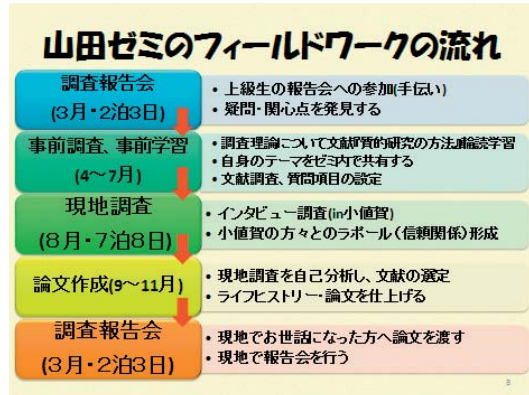 山田ゼミのフィールドワークの流れ
調査報告会
(3月・2泊3日)
• 上級生の報告会への参加(手伝い)
• 疑問・関心点を発見する
事前調査、事前学習
(4～7月)
• 調査理論について文献『質的研究の方法』輪読学習
• 自身のテーマをゼミ内で共有する
• 文献調査、質問項目の設定
現地調査
(8月・7泊8日)
• インタビュー調査(in小値賀)
• 小値賀の方々とのラポール(信頼関係)形成
論文作成(9～11月)
• 現地調査を自己分析し、文献の選定
• ライフヒストリー・論文を仕上げる
調査報告会
(3月・2泊3日)
• 現地でお世話になった方へ論文を渡す
• 現地で報告会を行う
8